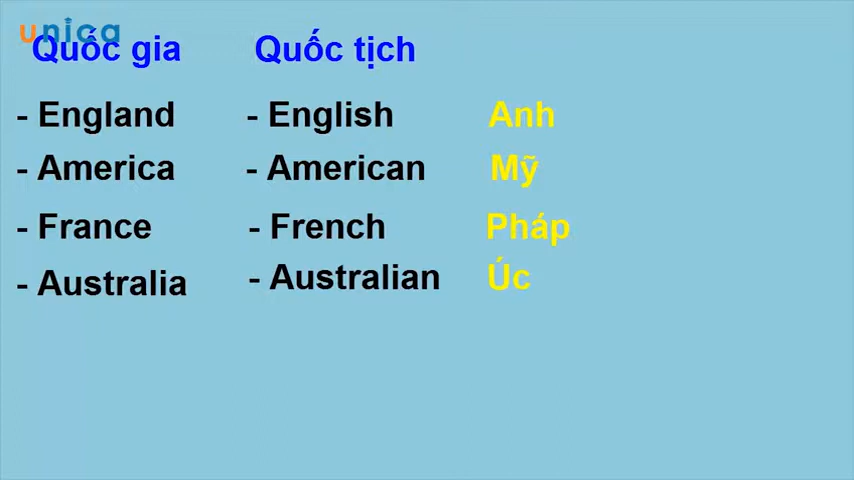 unica
Quốc gia Quốc tịch
- England - English Anh
- America - American Mỹ
- France - French Pháp
- Australia - Australian Úc